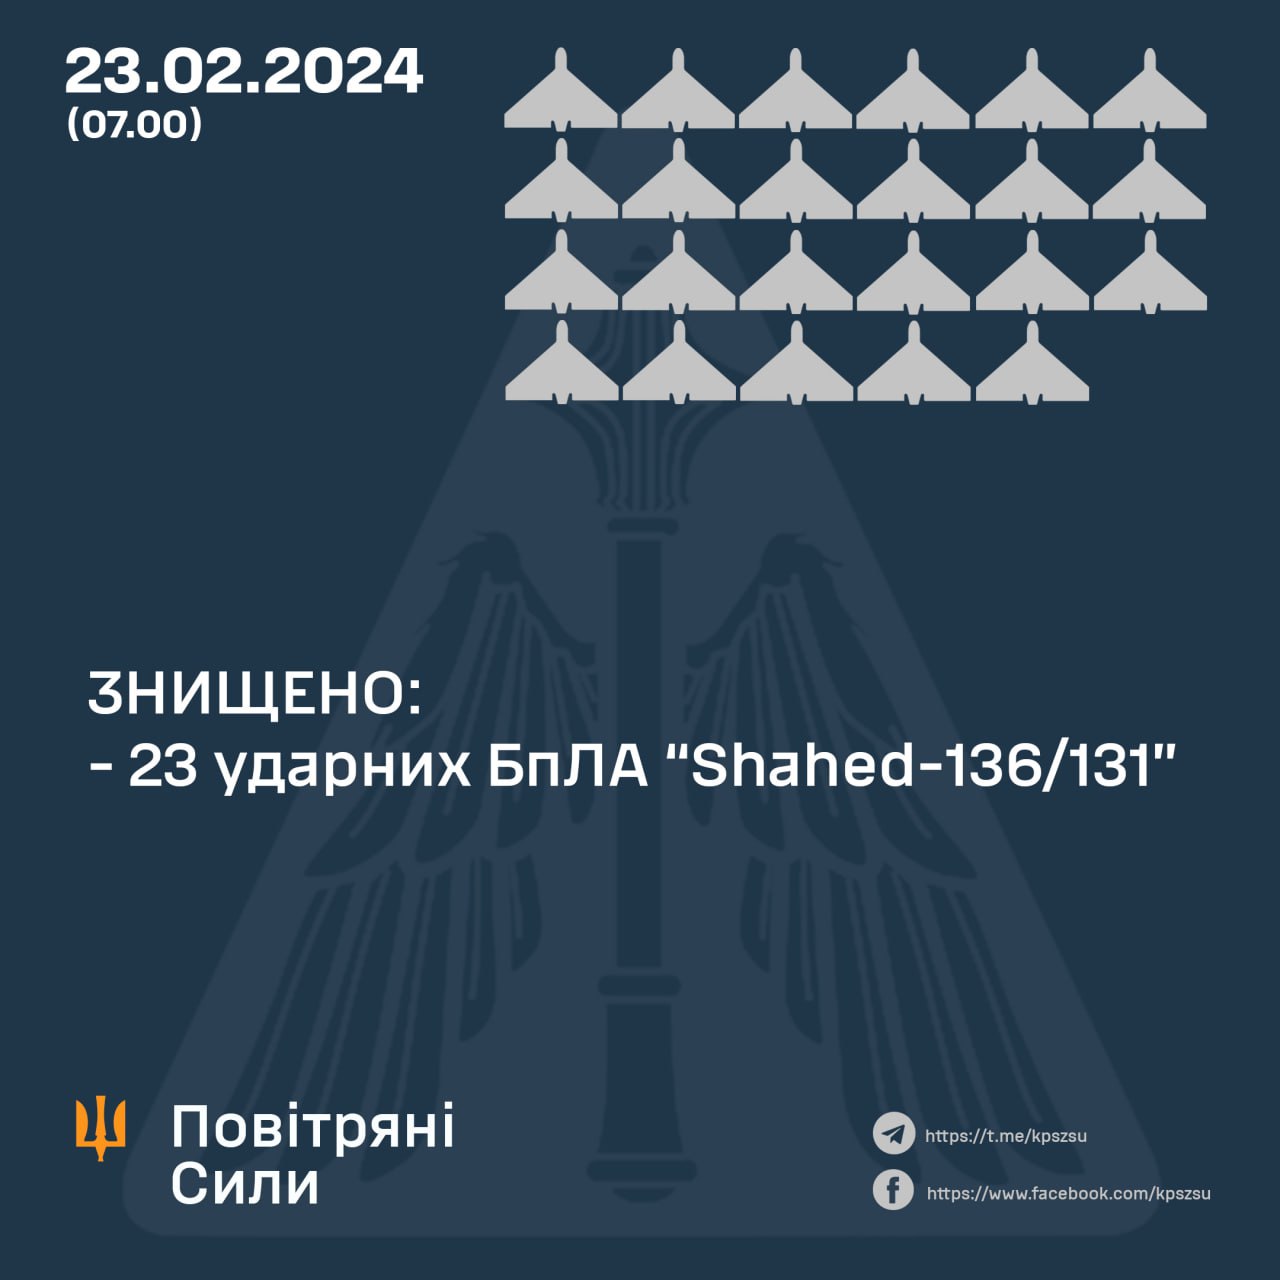 23.02.2024
(07.00)
ЗНИЩЕНО:
- 23 ударних БпЛА “Shahed-136/131”
Повітряні
Сили
https://t.me/kpszsu
https://www.facebook.com/kpszsu